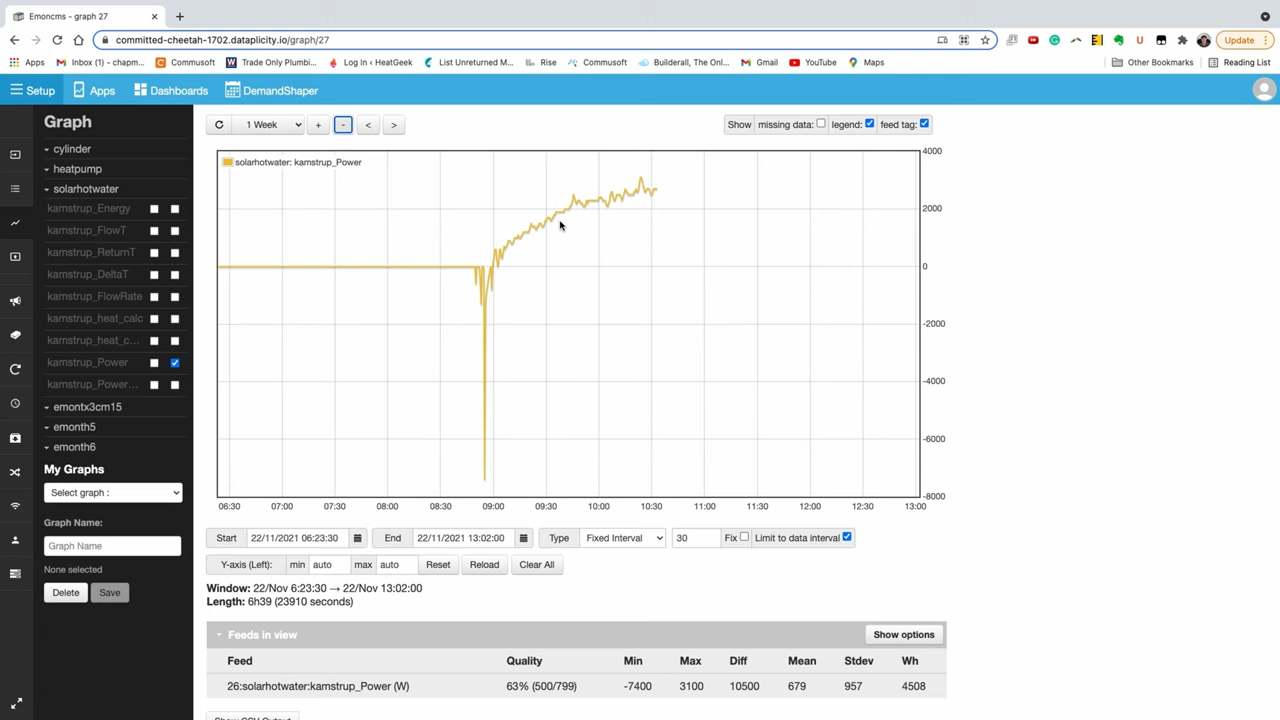 Emoncms - graph 27
committed-cheetah-1702.dataplicity.io/graph/27
Update
Apps
Inbox (1) - chapm...
Commusoft
Trade Only Plumbi...
Log In ‹ HeatGeek
List Unreturned M...
Rise
Commusoft
Builderall, The Onl...
Gmail
YouTube
Maps
Other Bookmarks
Reading List
Setup
Apps
Dashboards
DemandShaper
Graph
cylinder
heatpump
solarhotwater
kamstrup_Energy
kamstrup_FlowT
kamstrup_ReturnT
kamstrup_DeltaT
kamstrup_FlowRate
kamstrup_heat_calc
kamstrup_heat_c...
kamstrup_Power
kamstrup_Power...
emontx3cm15
emonth5
emonth6
My Graphs
Select graph :
Graph Name:
Graph Name
None selected
Delete Save
1 Week + - < >
Show missing data: legend: feed tag:
solarhotwater: kamstrup_Power
4000
2000
0
-2000
-4000
-6000
-8000
06:30 07:00 07:30 08:00 08:30 09:00 09:30 10:00 10:30 11:00 11:30 12:00 12:30 13:00
Start 22/11/2021 06:23:30 End 22/11/2021 13:02:00 Type Fixed Interval 30 Fix Limit to data interval
Y-axis (Left): min auto max auto Reset Reload Clear All
Window: 22/Nov 6:23:30 → 22/Nov 13:02:00
Length: 6h39 (23910 seconds)
Feeds in view Show options
Feed Quality Min Max Diff Mean Stdev Wh
26:solarhotwater:kamstrup_Power (W) 63% (500/799) -7400 3100 10500 679 957 4508
Show CSV Output